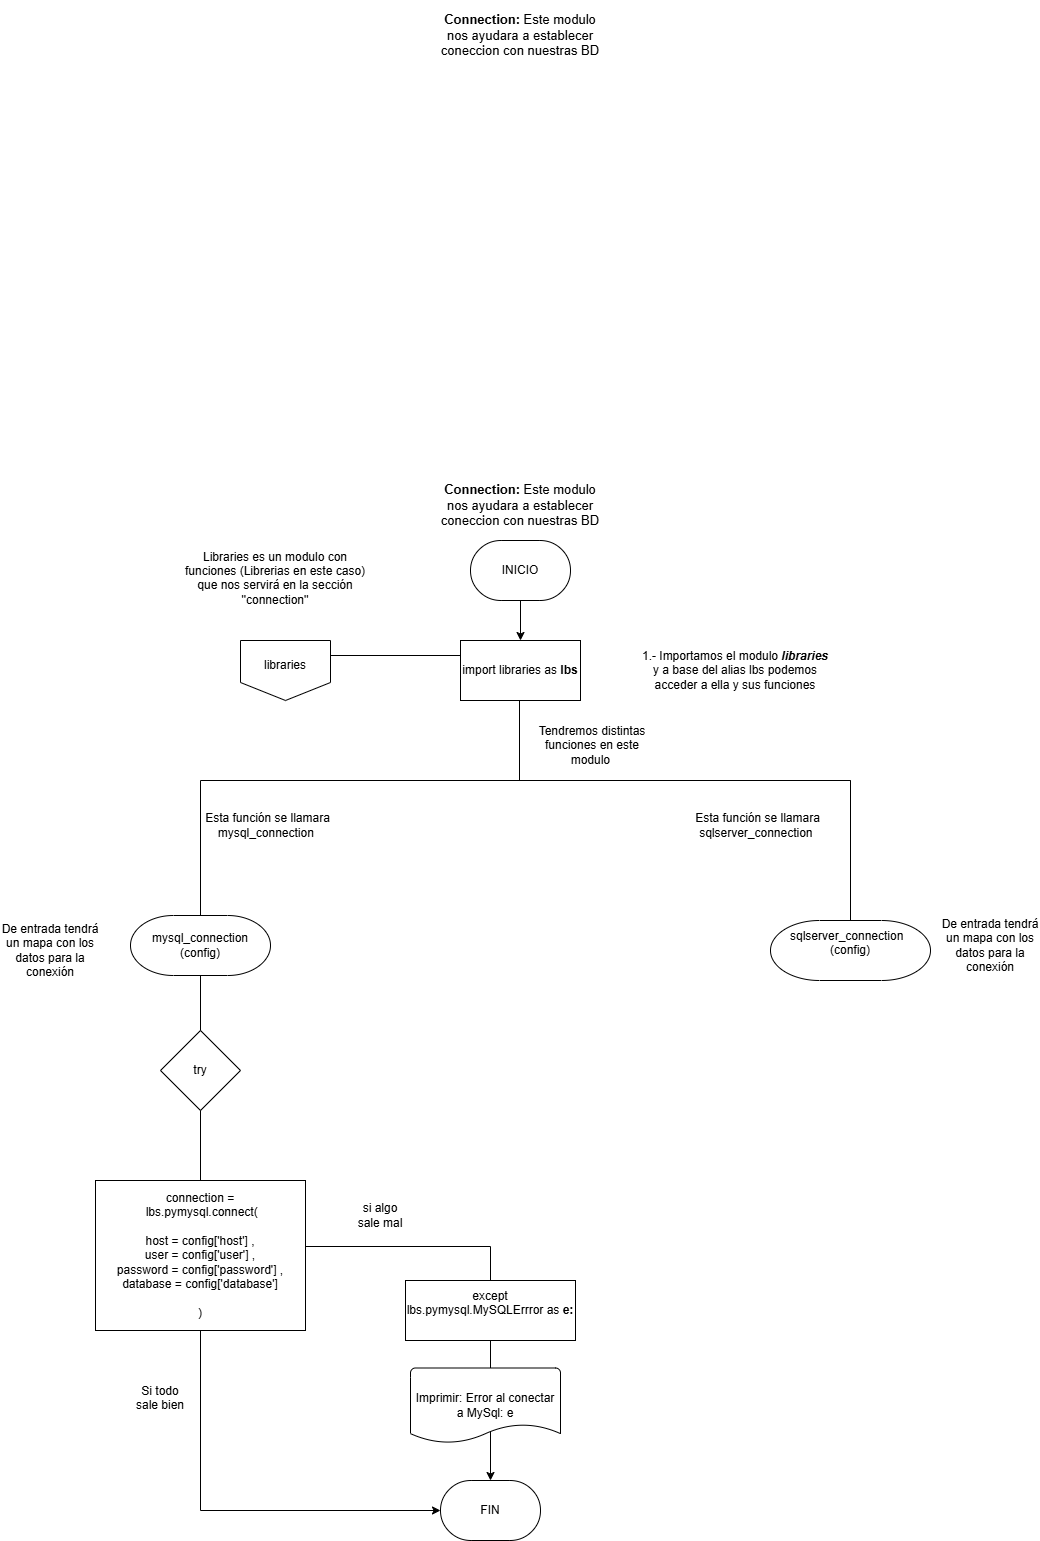 Connection: Este modulo
nos ayudara a establecer
coneccion con nuestras BD
Connection: Este modulo
nos ayudara a establecer
coneccion con nuestras BD
INICIO
Libraries es un modulo con
funciones (Librerias en este caso)
que nos servirá en la sección
"connection"
libraries
import libraries as lbs
1.- Importamos el modulo libraries
y a base del alias lbs podemos
acceder a ella y sus funciones
Tendremos distintas
funciones en este
modulo
Esta función se llamara
mysql_connection
Esta función se llamara
sqlserver_connection
De entrada tendrá
un mapa con los
datos para la
conexión
mysql_connection
(config)
sqlserver_connection
(config)
De entrada tendrá
un mapa con los
datos para la
conexión
try
connection =
lbs.pymysql.connect(
host = config['host'] ,
user = config['user'] ,
password = config['password'] ,
database = config['database']
)
si algo
sale mal
except
lbs.pymysql.MySQLErrror as e:
Si todo
sale bien
Imprimir: Error al conectar
a MySql: e
FIN